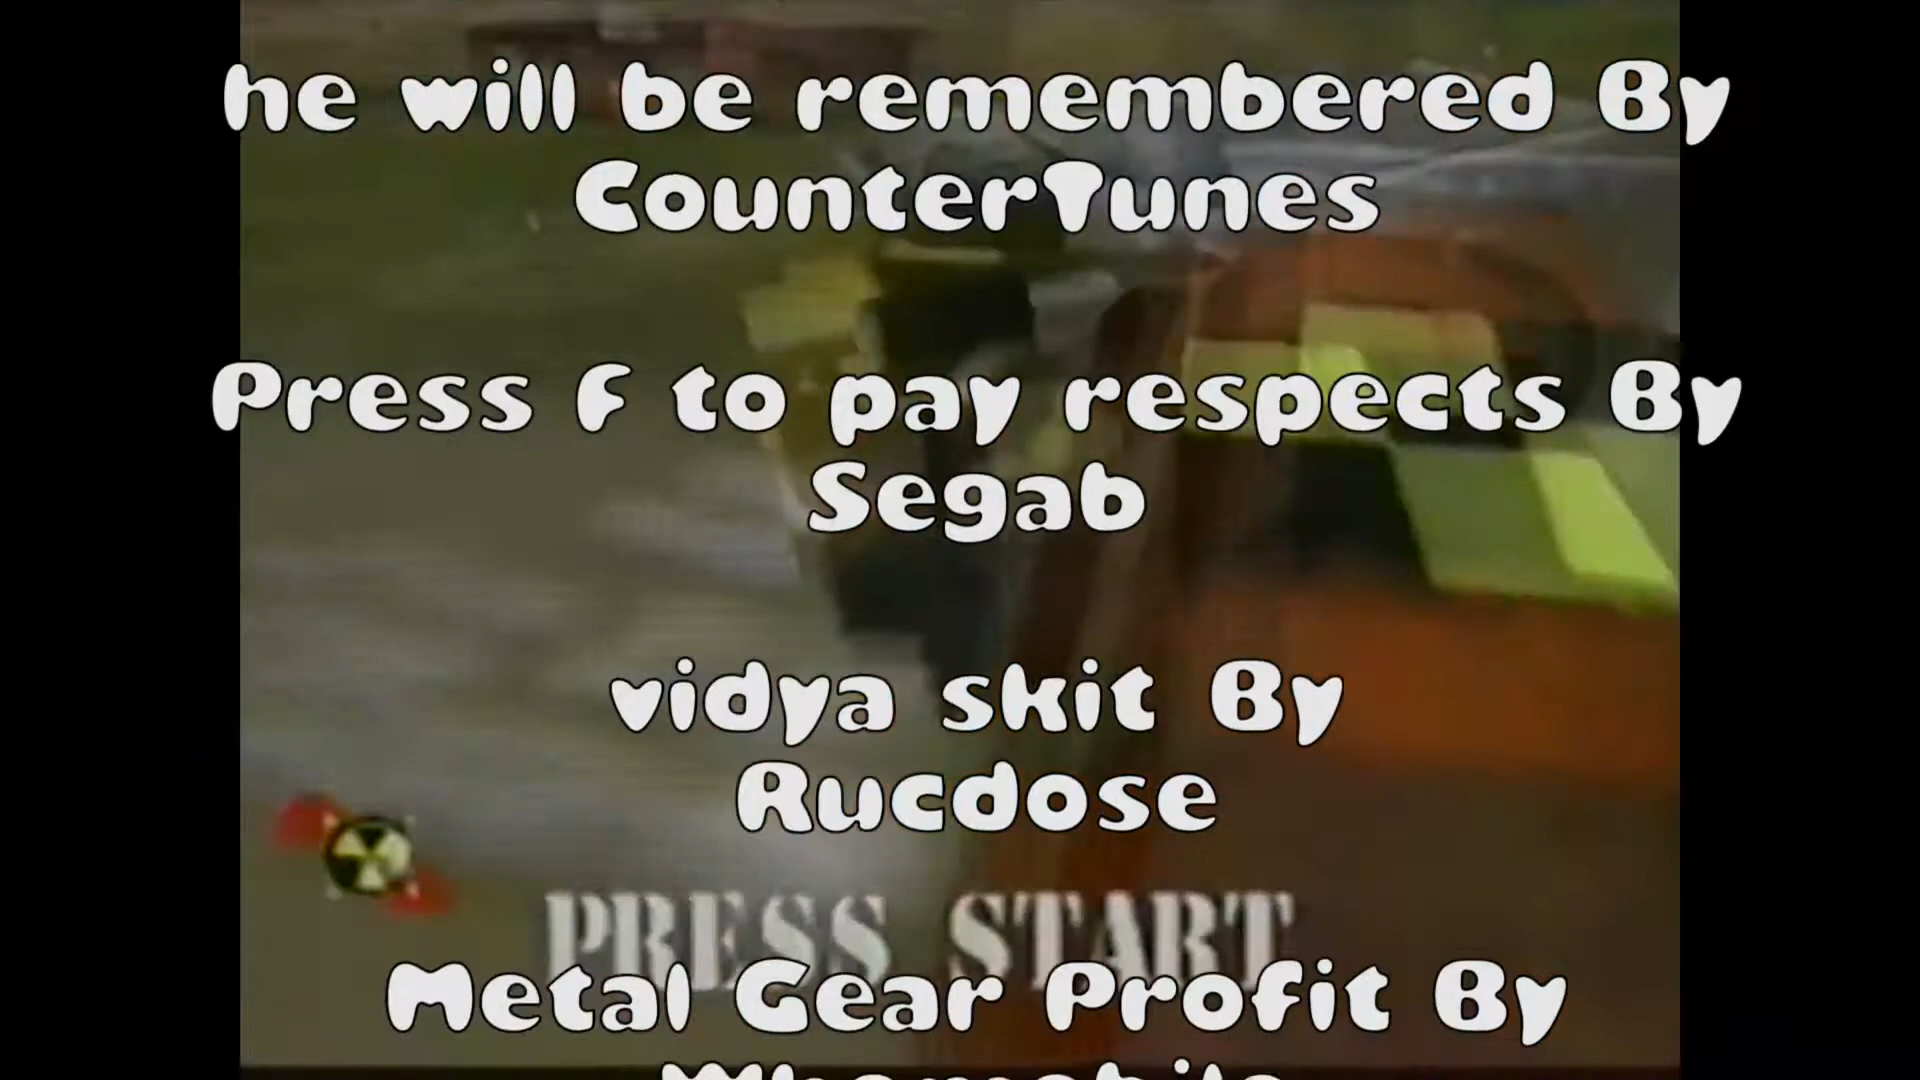 he will be remembered By
CounterTunes
Press F to pay respects By
Segab
vidya skit By
Rucdose
PRESS START
Metal Gear Profit By